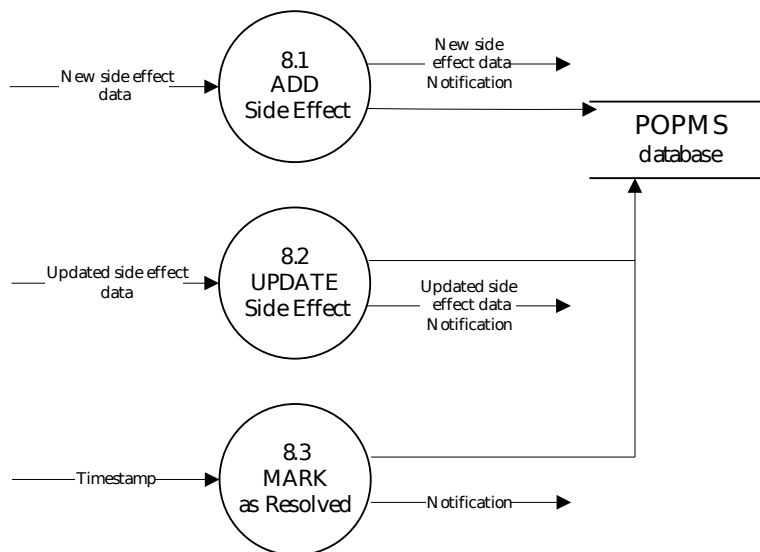 New side effect
data
8.1
ADD
Side Effect
New side
effect data
Notification
POPMS
database
Updated side effect
data
8.2
UPDATE
Side Effect
Updated side
effect data
Notification
Timestamp
8.3
MARK
as Resolved
Notification